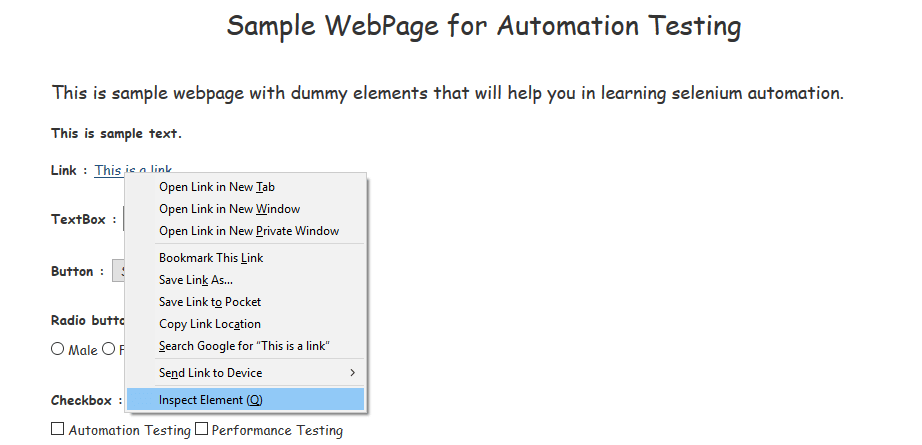 Sample WebPage for Automation Testing
This is sample webpage with dummy elements that will help you in learning selenium automation.
This is sample text.
Link : This is a link
Open Link in New Tab
Open Link in New Window
TextBox :
Open Link in New Private Window
Bookmark This Link
Button :
Save Link As...
Save Link to Pocket
Radio
Copy Link Location
Search Google for “This is a link”
Male
Send Link to Device
Checkbox :
Inspect Element (Q)
Automation Testing Performance Testing